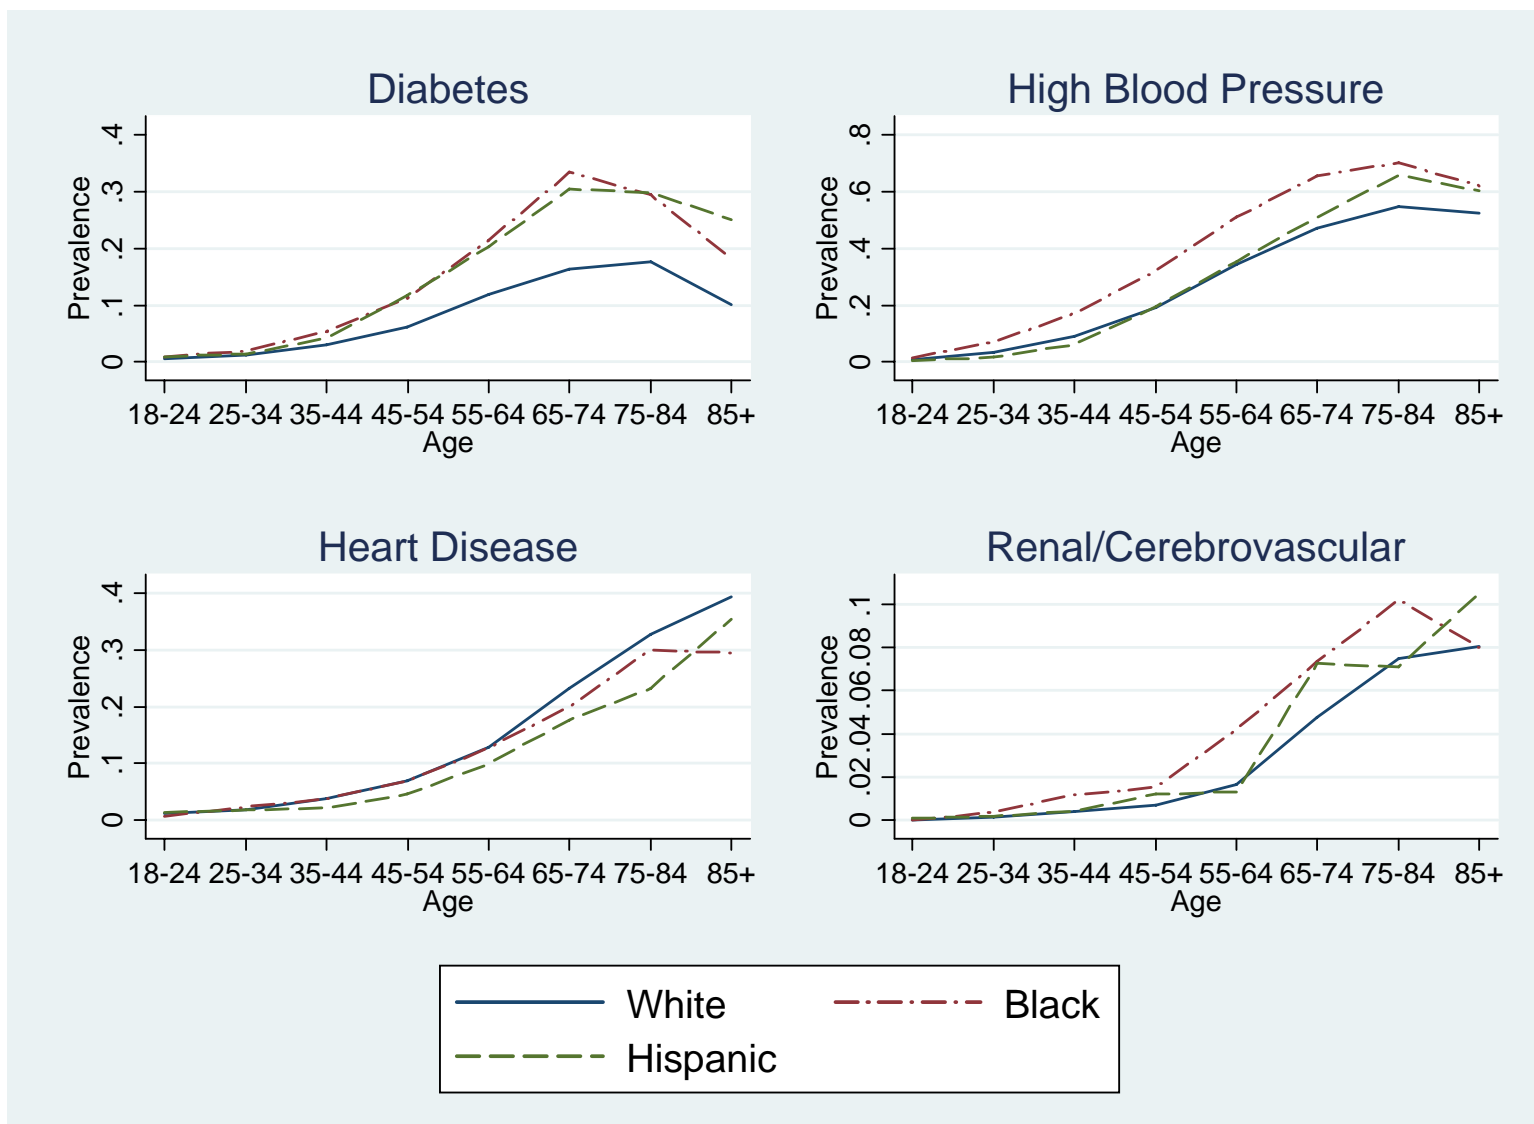 Diabetes
.4
.3
.2
.1
0
Prevalence
18-24 25-34 35-44 45-54 55-64 65-74 75-84 85+
Age
High Blood Pressure
.8
.6
.4
.2
0
Prevalence
18-24 25-34 35-44 45-54 55-64 65-74 75-84 85+
Age
Heart Disease
.4
.3
.2
.1
0
Prevalence
18-24 25-34 35-44 45-54 55-64 65-74 75-84 85+
Age
Renal/Cerebrovascular
.1
.08
.06
.04
.02
0
Prevalence
18-24 25-34 35-44 45-54 55-64 65-74 75-84 85+
Age
White Black
Hispanic